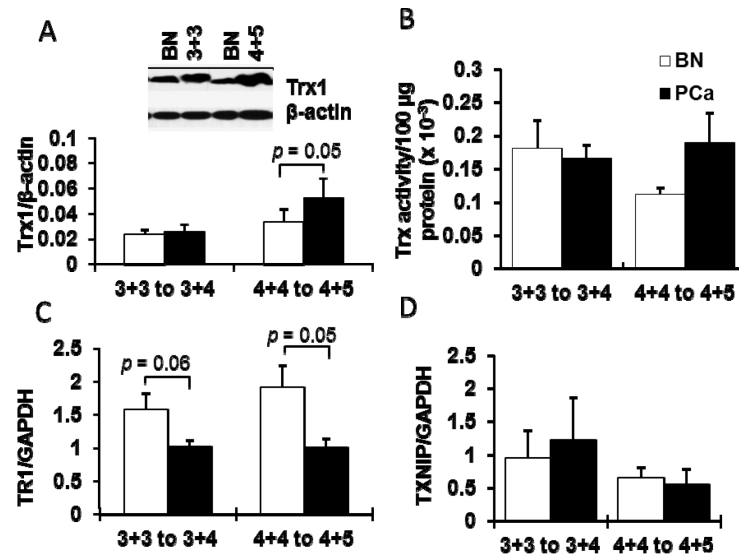 A
BN
3+3
BN
4+5
Trx1
β-actin
Trx1/β-actin
0.1
0.08
0.06
0.04
0.02
0
p = 0.05
3+3 to 3+4
4+4 to 4+5
B
BN
PCa
Trx activity/100 µg
protein (x 10⁻³)
0.3
0.25
0.2
0.15
0.1
0.05
0
3+3 to 3+4
4+4 to 4+5
C
TR1/GAPDH
2.5
2
1.5
1
0.5
0
p = 0.06
p = 0.05
3+3 to 3+4
4+4 to 4+5
D
TXNIP/GAPDH
2.5
2
1.5
1
0.5
0
3+3 to 3+4
4+4 to 4+5